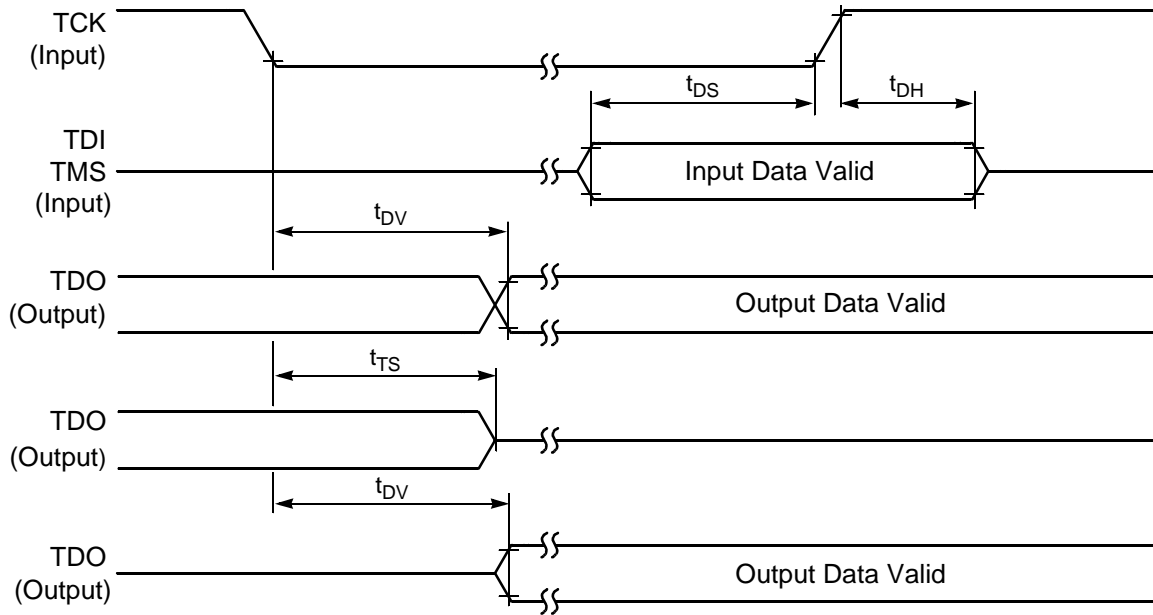 TCK
(Input)
tDS
tDH
TDI
TMS
(Input)
Input Data Valid
tDV
TDO
(Output)
Output Data Valid
tTS
TDO
(Output)
tDV
TDO
(Output)
Output Data Valid